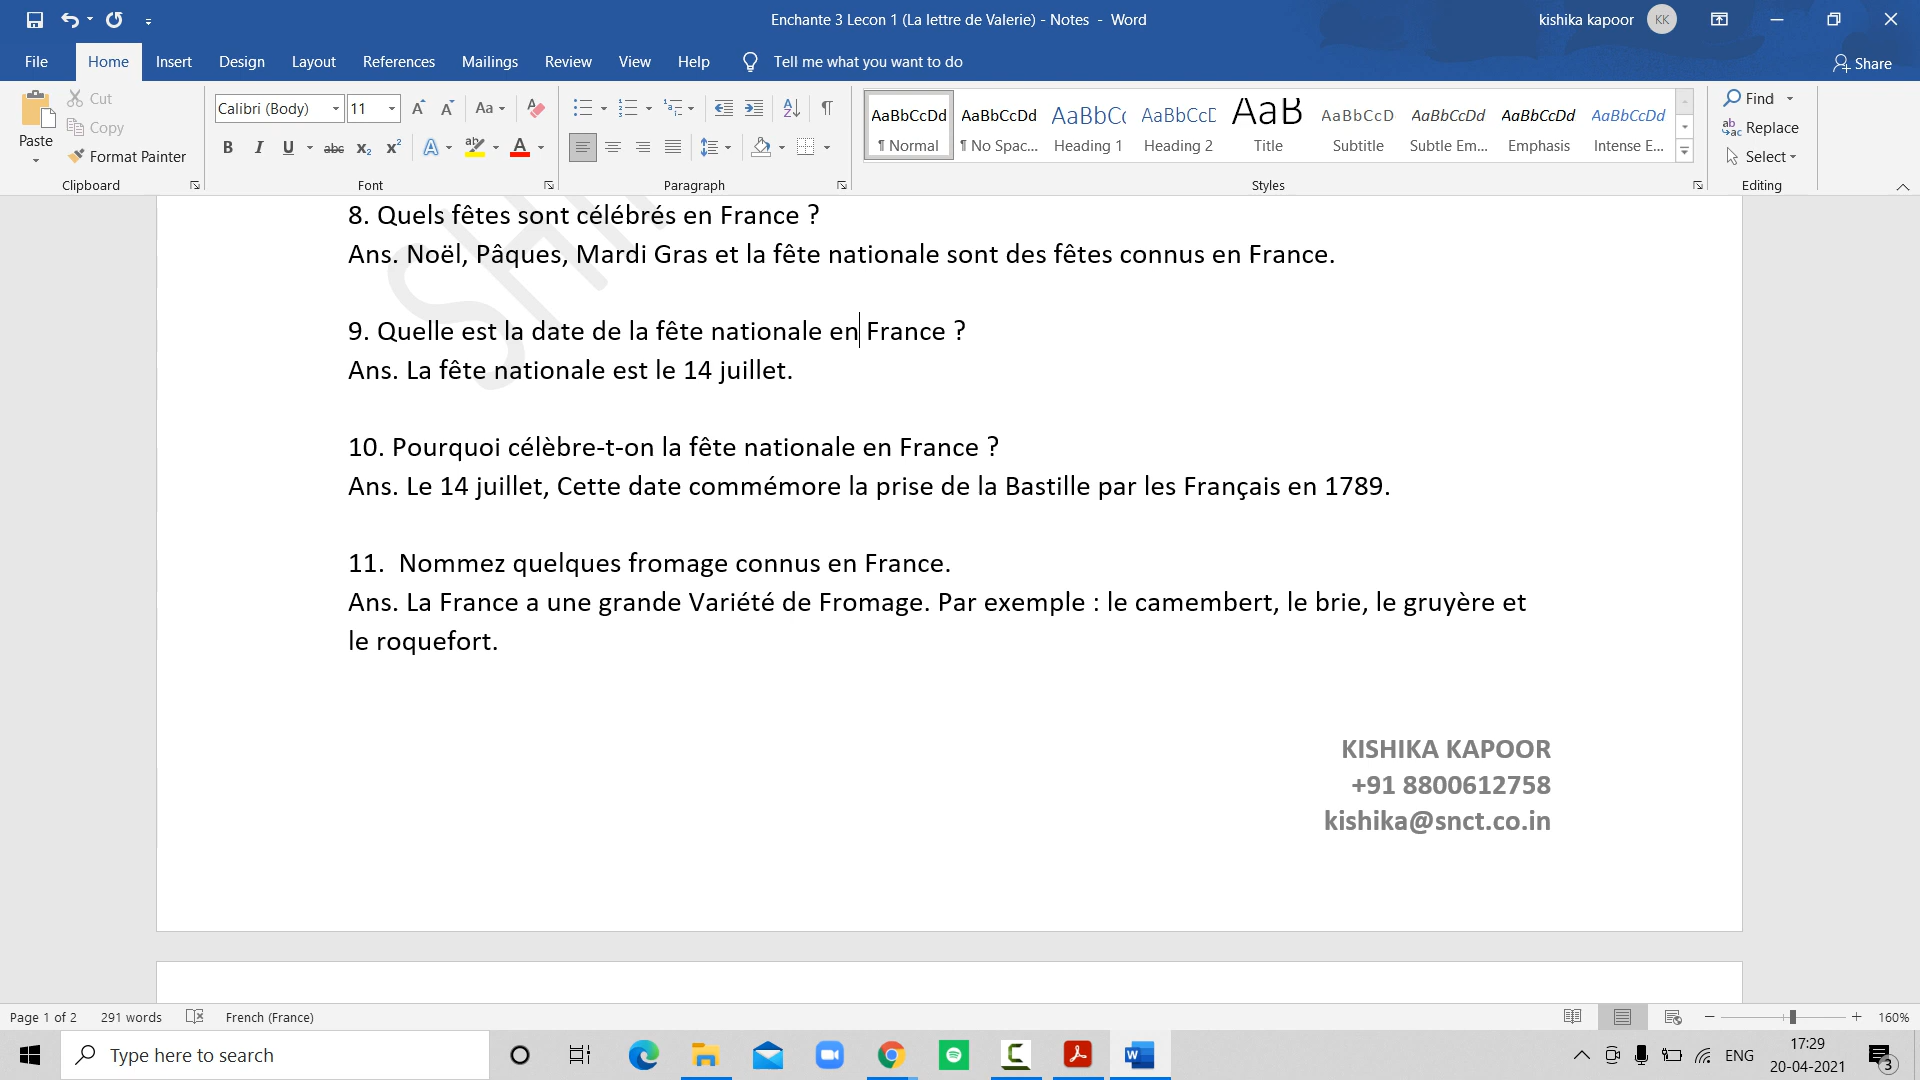 Enchante 3 Lecon 1 (La lettre de Valerie) - Notes - Word
kishika kapoor KK
File Home Insert Design Layout References Mailings Review View Help Tell me what you want to do Share
Cut
Copy
Paste
Format Painter
Clipboard
Calibri (Body) 11
Font
Paragraph
AaBbCcDd AaBbCcDd AaBbCc AaBbCcC AaB AaBbCcD AaBbCcDd AaBbCcDd AaBbCcDd
¶ Normal ¶ No Spac... Heading 1 Heading 2 Title Subtitle Subtle Em... Emphasis Intense E...
Styles
Find
Replace
Select
Editing
8. Quels fêtes sont célébrés en France ?
Ans. Noël, Pâques, Mardi Gras et la fête nationale sont des fêtes connus en France.
9. Quelle est la date de la fête nationale en France ?
Ans. La fête nationale est le 14 juillet.
10. Pourquoi célèbre-t-on la fête nationale en France ?
Ans. Le 14 juillet, Cette date commémore la prise de la Bastille par les Français en 1789.
11. Nommez quelques fromage connus en France.
Ans. La France a une grande Variété de Fromage. Par exemple : le camembert, le brie, le gruyère et
le roquefort.
KISHIKA KAPOOR
+91 8800612758
kishika@snct.co.in
Page 1 of 2 291 words French (France) 160%
Type here to search
ENG
17:29
20-04-2021
3